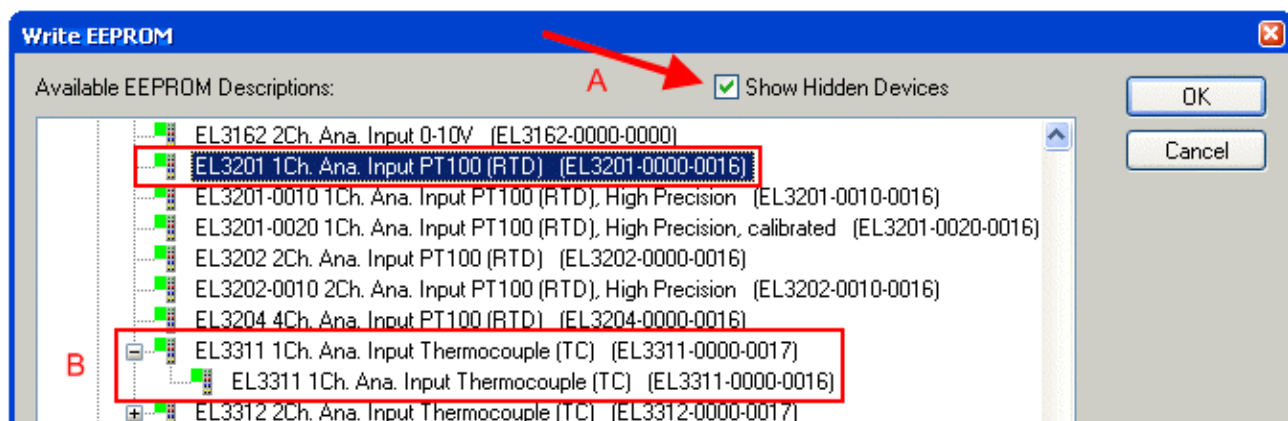 Write EEPROM
Available EEPROM Descriptions:
A
Show Hidden Devices
OK
Cancel
EL3162 2Ch. Ana. Input 0-10V (EL3162-0000-0000)
EL3201 1Ch. Ana. Input PT100 (RTD) (EL3201-0000-0016)
EL3201-0010 1Ch. Ana. Input PT100 (RTD), High Precision (EL3201-0010-0016)
EL3201-0020 1Ch. Ana. Input PT100 (RTD), High Precision, calibrated (EL3201-0020-0016)
EL3202 2Ch. Ana. Input PT100 (RTD) (EL3202-0000-0016)
EL3202-0010 2Ch. Ana. Input PT100 (RTD), High Precision (EL3202-0010-0016)
EL3204 4Ch. Ana. Input PT100 (RTD) (EL3204-0000-0016)
B
EL3311 1Ch. Ana. Input Thermocouple (TC) (EL3311-0000-0017)
EL3311 1Ch. Ana. Input Thermocouple (TC) (EL3311-0000-0016)
EL3312 2Ch. Ana. Input Thermocouple (TC) (EL3312-0000-0017)